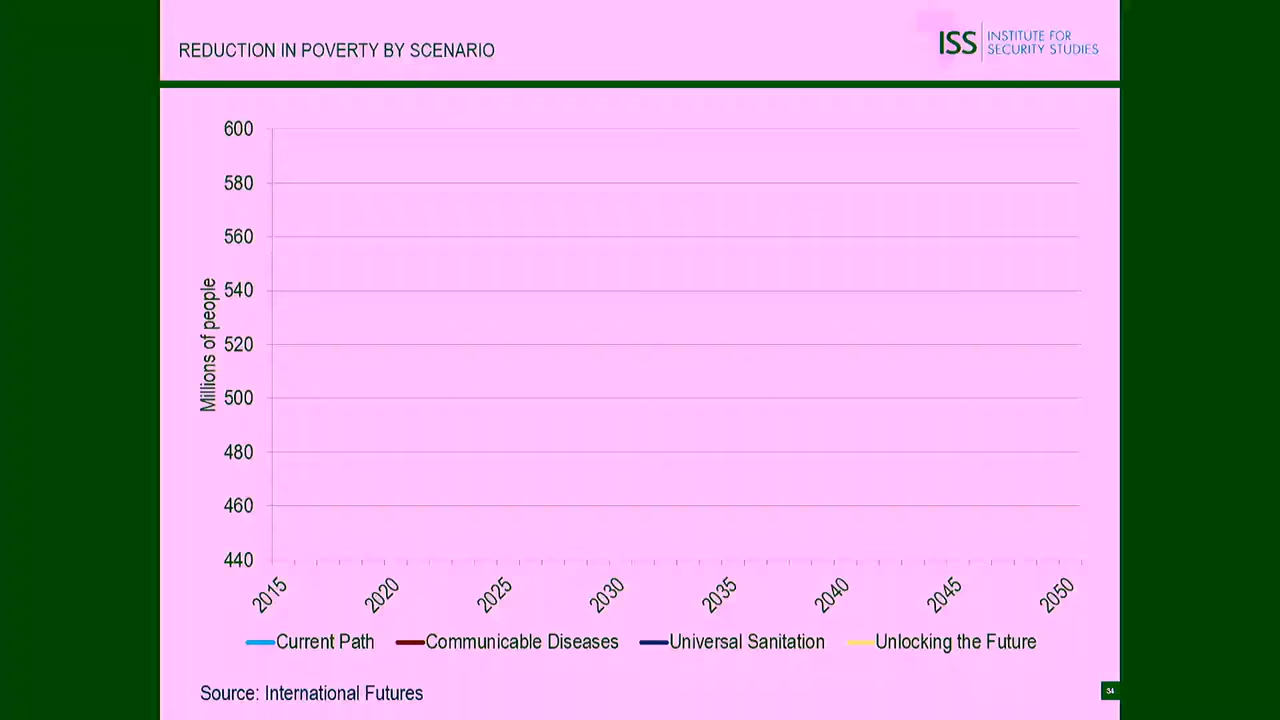 REDUCTION IN POVERTY BY SCENARIO
ISS
INSTITUTE FOR
SECURITY STUDIES
600
580
560
540
520
500
480
460
440
Millions of people
2015
2020
2025
2030
2035
2040
2045
2050
Current Path
Communicable Diseases
Universal Sanitation
Unlocking the Future
Source: International Futures
34